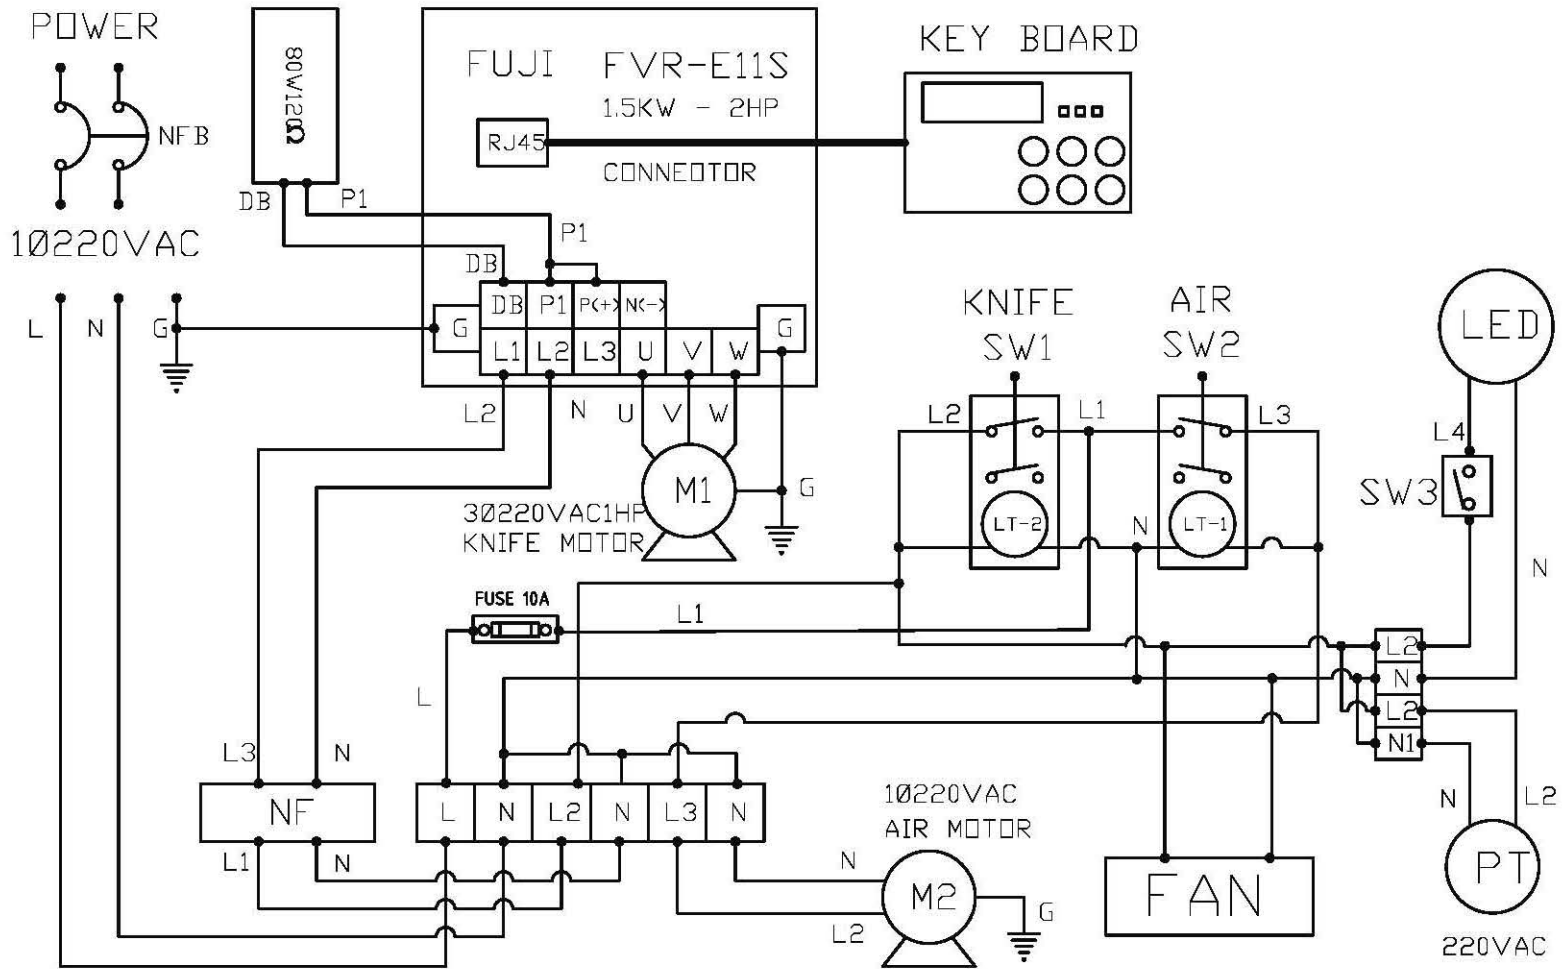 POWER
NFB
1Ø220VAC
L
N
G
80W120Ω
DB
P1
FUJI FVR-E11S
1.5KW - 2HP
RJ45
CONNEOTOR
KEY BOARD
P1
DB
DB P1 P(+) N(-)
G
G
L1 L2 L3 U V W
L2
N
U
V
W
M1
G
3Ø220VAC1HP
KNIFE MOTOR
KNIFE
SW1
AIR
SW2
L2
L1
L3
LT-2
N
LT-1
LED
L4
SW3
N
FUSE 10A
L1
L
L2
N
L2
N1
N
L2
PT
220VAC
L3
N
NF
L1
N
L N L2 N L3 N
1Ø220VAC
AIR MOTOR
N
M2
L2
G
FAN